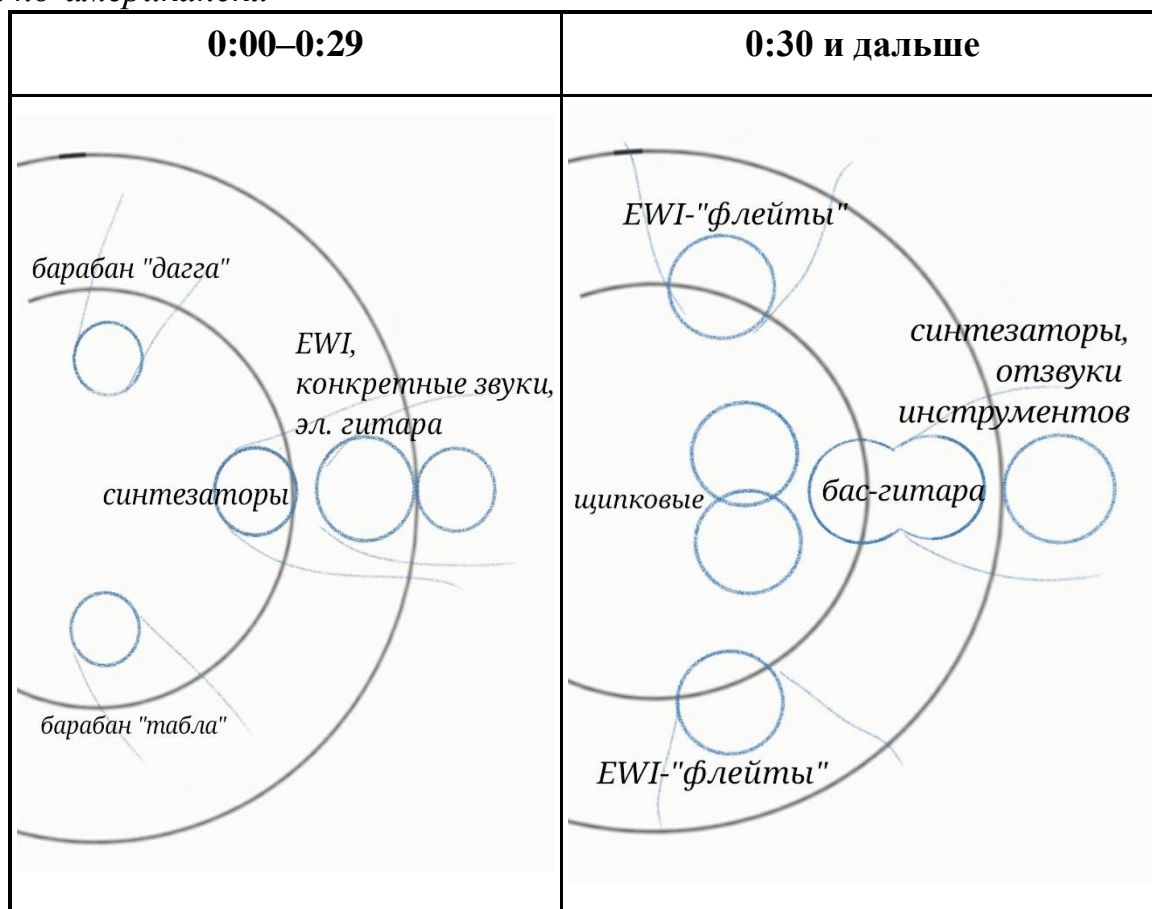 0:00–0:29
0:30 и дальше
барабан "дагга"
EWI,
конкретные звуки,
эл. гитара
синтезаторы
барабан "табла"
EWI-"флейты"
синтезаторы,
отзвуки
инструментов
щипковые
бас-гитара
EWI-"флейты"